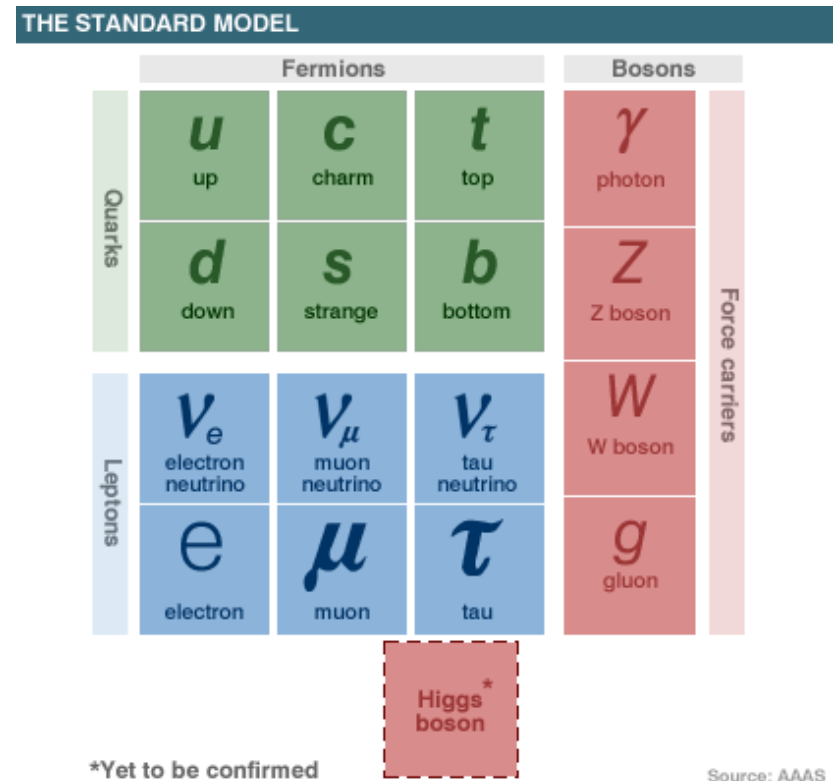 THE STANDARD MODEL
Fermions
Bosons
Quarks
u
up
c
charm
t
top
d
down
s
strange
b
bottom
Leptons
νe
electron
neutrino
νμ
muon
neutrino
ντ
tau
neutrino
e
electron
μ
muon
τ
tau
γ
photon
Z
Z boson
W
W boson
g
gluon
Force carriers
Higgs*
boson
*Yet to be confirmed
Source: AAAS